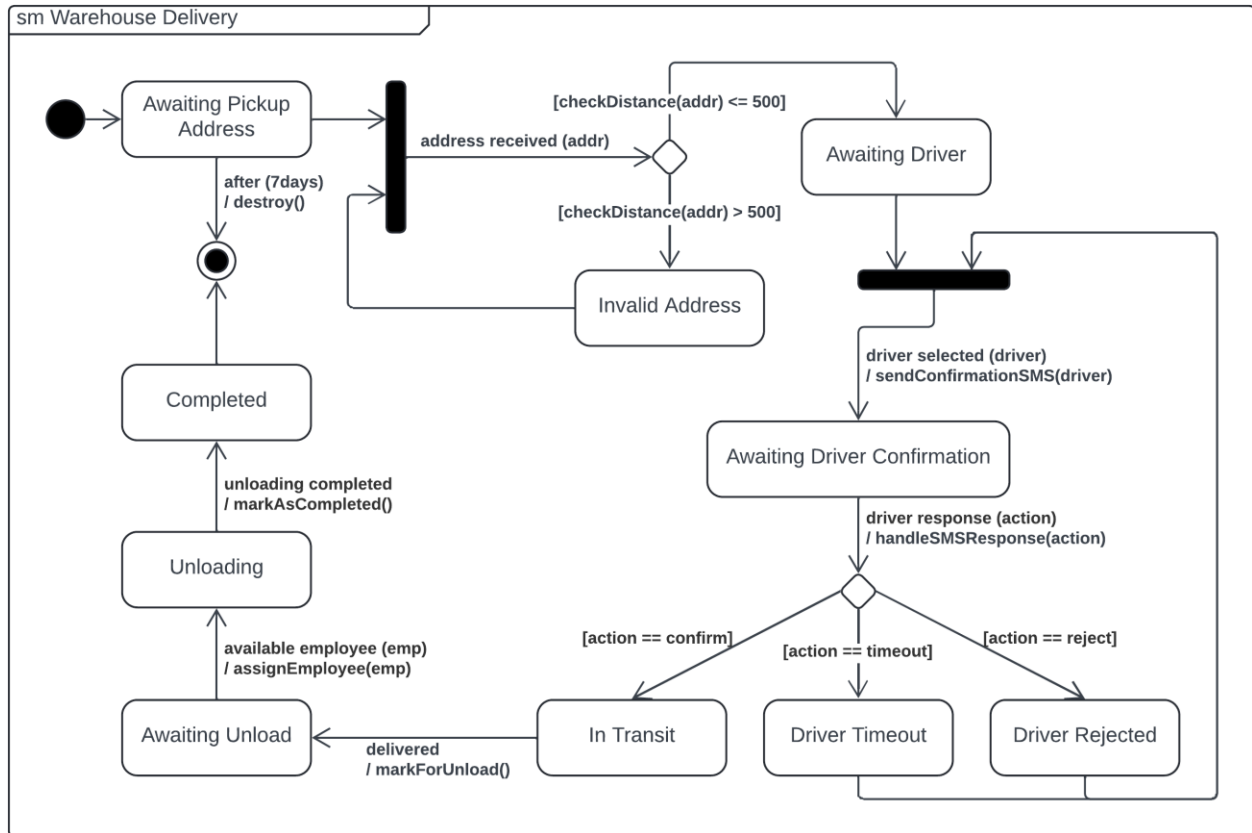 sm Warehouse Delivery
Awaiting Pickup
Address
after (7days)
/ destroy()
address received (addr)
[checkDistance(addr) <= 500]
[checkDistance(addr) > 500]
Invalid Address
Awaiting Driver
driver selected (driver)
/ sendConfirmationSMS(driver)
Awaiting Driver Confirmation
driver response (action)
/ handleSMSResponse(action)
[action == confirm]
[action == timeout]
[action == reject]
In Transit
Driver Timeout
Driver Rejected
delivered
/ markForUnload()
Awaiting Unload
available employee (emp)
/ assignEmployee(emp)
Unloading
unloading completed
/ markAsCompleted()
Completed